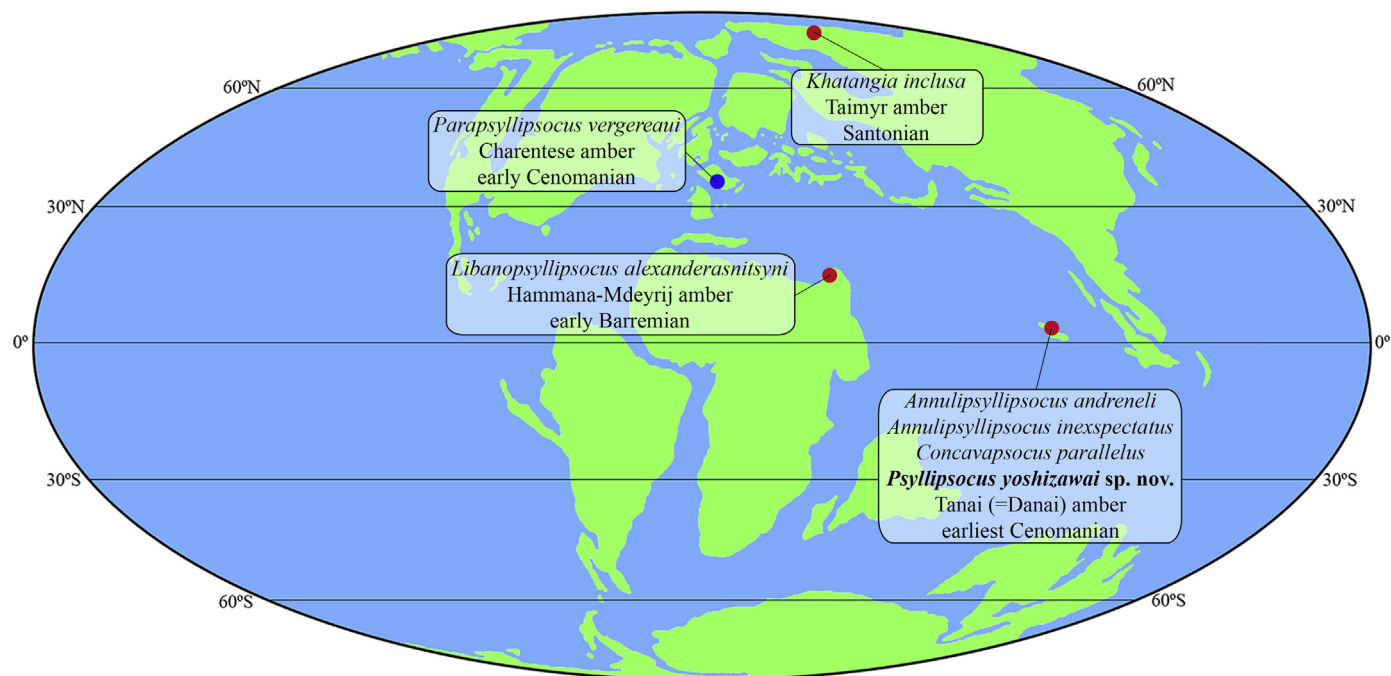 60ºN
60ºN
Khatangia inclusa
Taimyr amber
Santonian
Parapsyllipsocus vergereaui
Charentese amber
early Cenomanian
30ºN
30ºN
Libanopsyllipsocus alexanderasnitsyni
Hammana-Mdeyrij amber
early Barremian
0º
0º
Annulipsyllipsocus andreneli
Annulipsyllipsocus inexspectatus
Concavapsocus parallelus
Psyllipsocus yoshizawai sp. nov.
Tanai (=Danai) amber
earliest Cenomanian
30ºS
30ºS
60ºS
60ºS